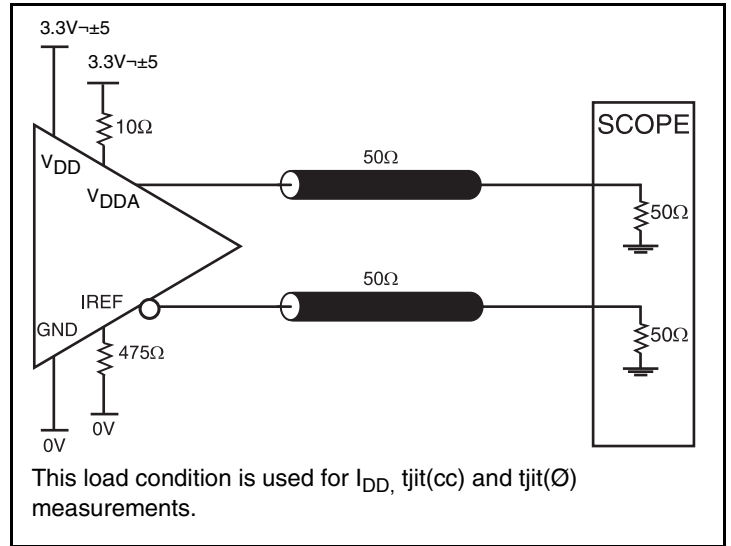 3.3V¬±5
3.3V¬±5
10Ω
VDD
VDDA
50Ω
SCOPE
50Ω
50Ω
IREF
GND
475Ω
50Ω
0V
0V
This load condition is used for IDD, tjit(cc) and tjit(Ø)
measurements.